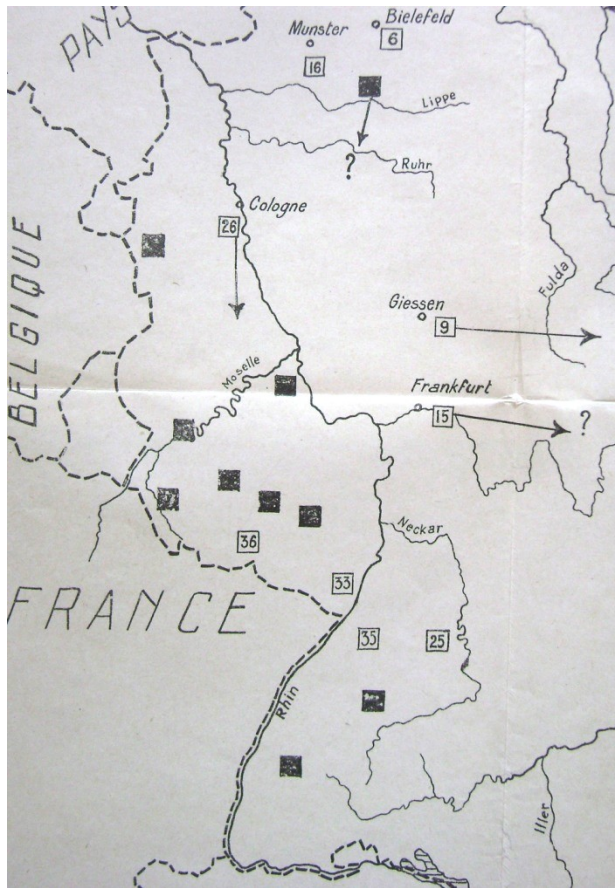 PAYS
Munster
Bielefeld
6
16
Lippe
?
Ruhr
Cologne
26
BELGIQUE
Fulda
Giessen
9
Moselle
Frankfurt
15
?
36
Neckar
33
FRANCE
35
25
Rhin
Iller